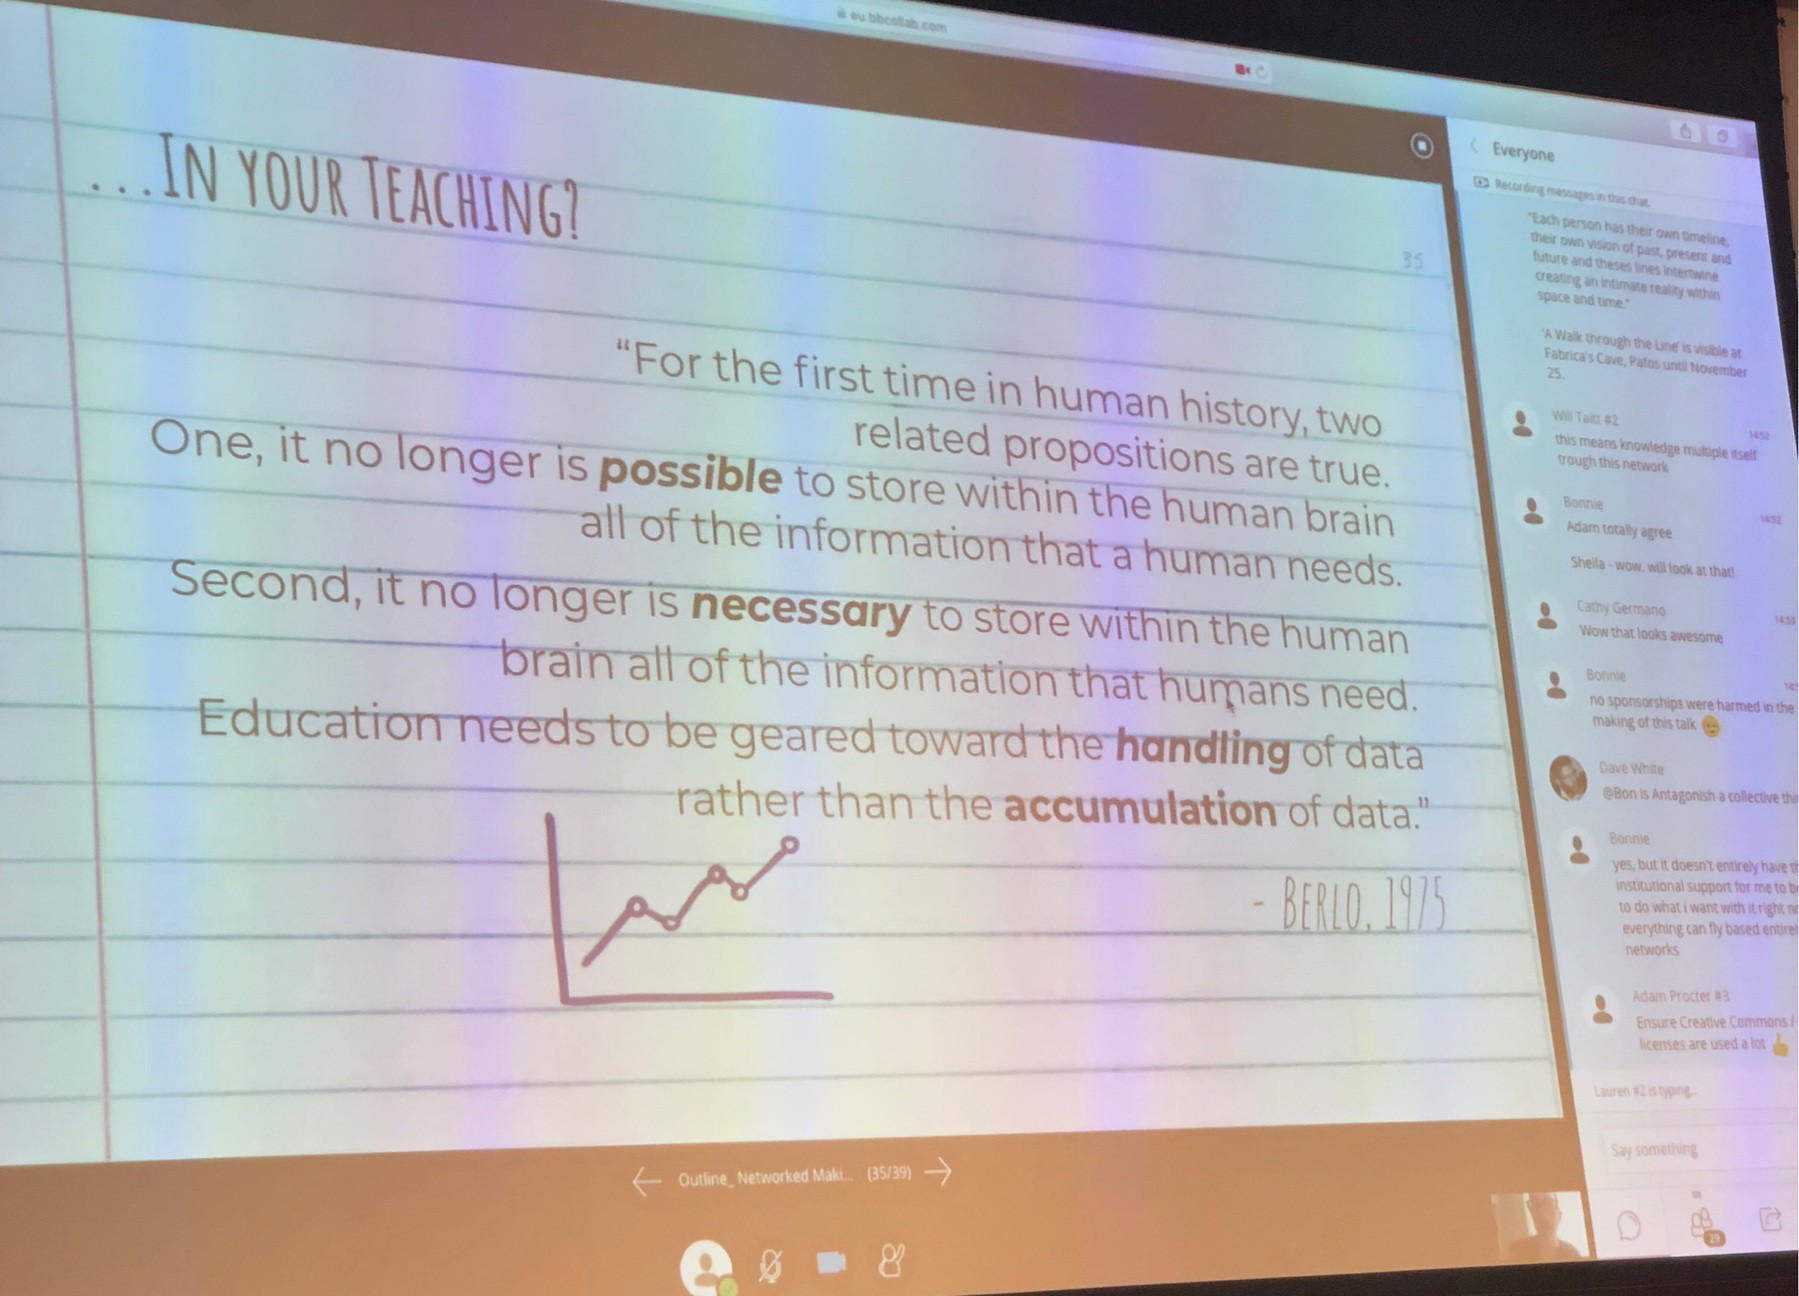 eu.bbcollab.com
...IN YOUR TEACHING?
35
“For the first time in human history, two
related propositions are true.
One, it no longer is possible to store within the human brain
all of the information that a human needs.
Second, it no longer is necessary to store within the human
brain all of the information that humans need.
Education needs to be geared toward the handling of data
rather than the accumulation of data.”
- BERLO, 1975
Outline_ Networked Maki... (35/39)
Everyone
Recording messages in this chat.
"Each person has their own timeline,
their own vision of past, present and
future and theses lines intertwine
creating an intimate reality within
space and time."
'A Walk through the Line' is visible at
Fabrica's Cave, Pafos until November
25.
Will Taitt #2
14:52
this means knowledge multiple itself
trough this network
Bonnie
14:52
Adam totally agree
Sheila - wow. will look at that!
Cathy Germano
14:53
Wow that looks awesome
Bonnie
no sponsorships were harmed in the
making of this talk
Dave White
@Bon is Antagonish a collective
Bonnie
yes, but it doesn't entirely have
institutional support for me to
to do what i want with it right
everything can fly based
networks
Adam Procter #3
Ensure Creative Commons /
licenses are used a lot 👍
Lauren #2 is typing...
Say something
29